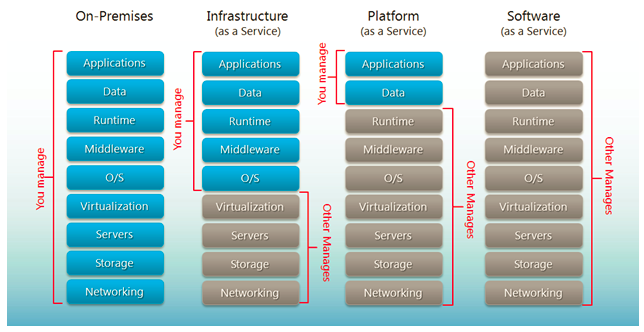 On-Premises
You manage
Applications
Data
Runtime
Middleware
O/S
Virtualization
Servers
Storage
Networking
Infrastructure
(as a Service)
You manage
Applications
Data
Runtime
Middleware
O/S
Virtualization
Servers
Storage
Networking
Other Manages
Platform
(as a Service)
You manage
Applications
Data
Runtime
Middleware
O/S
Virtualization
Servers
Storage
Networking
Other Manages
Software
(as a Service)
Applications
Data
Runtime
Middleware
O/S
Virtualization
Servers
Storage
Networking
Other Manages